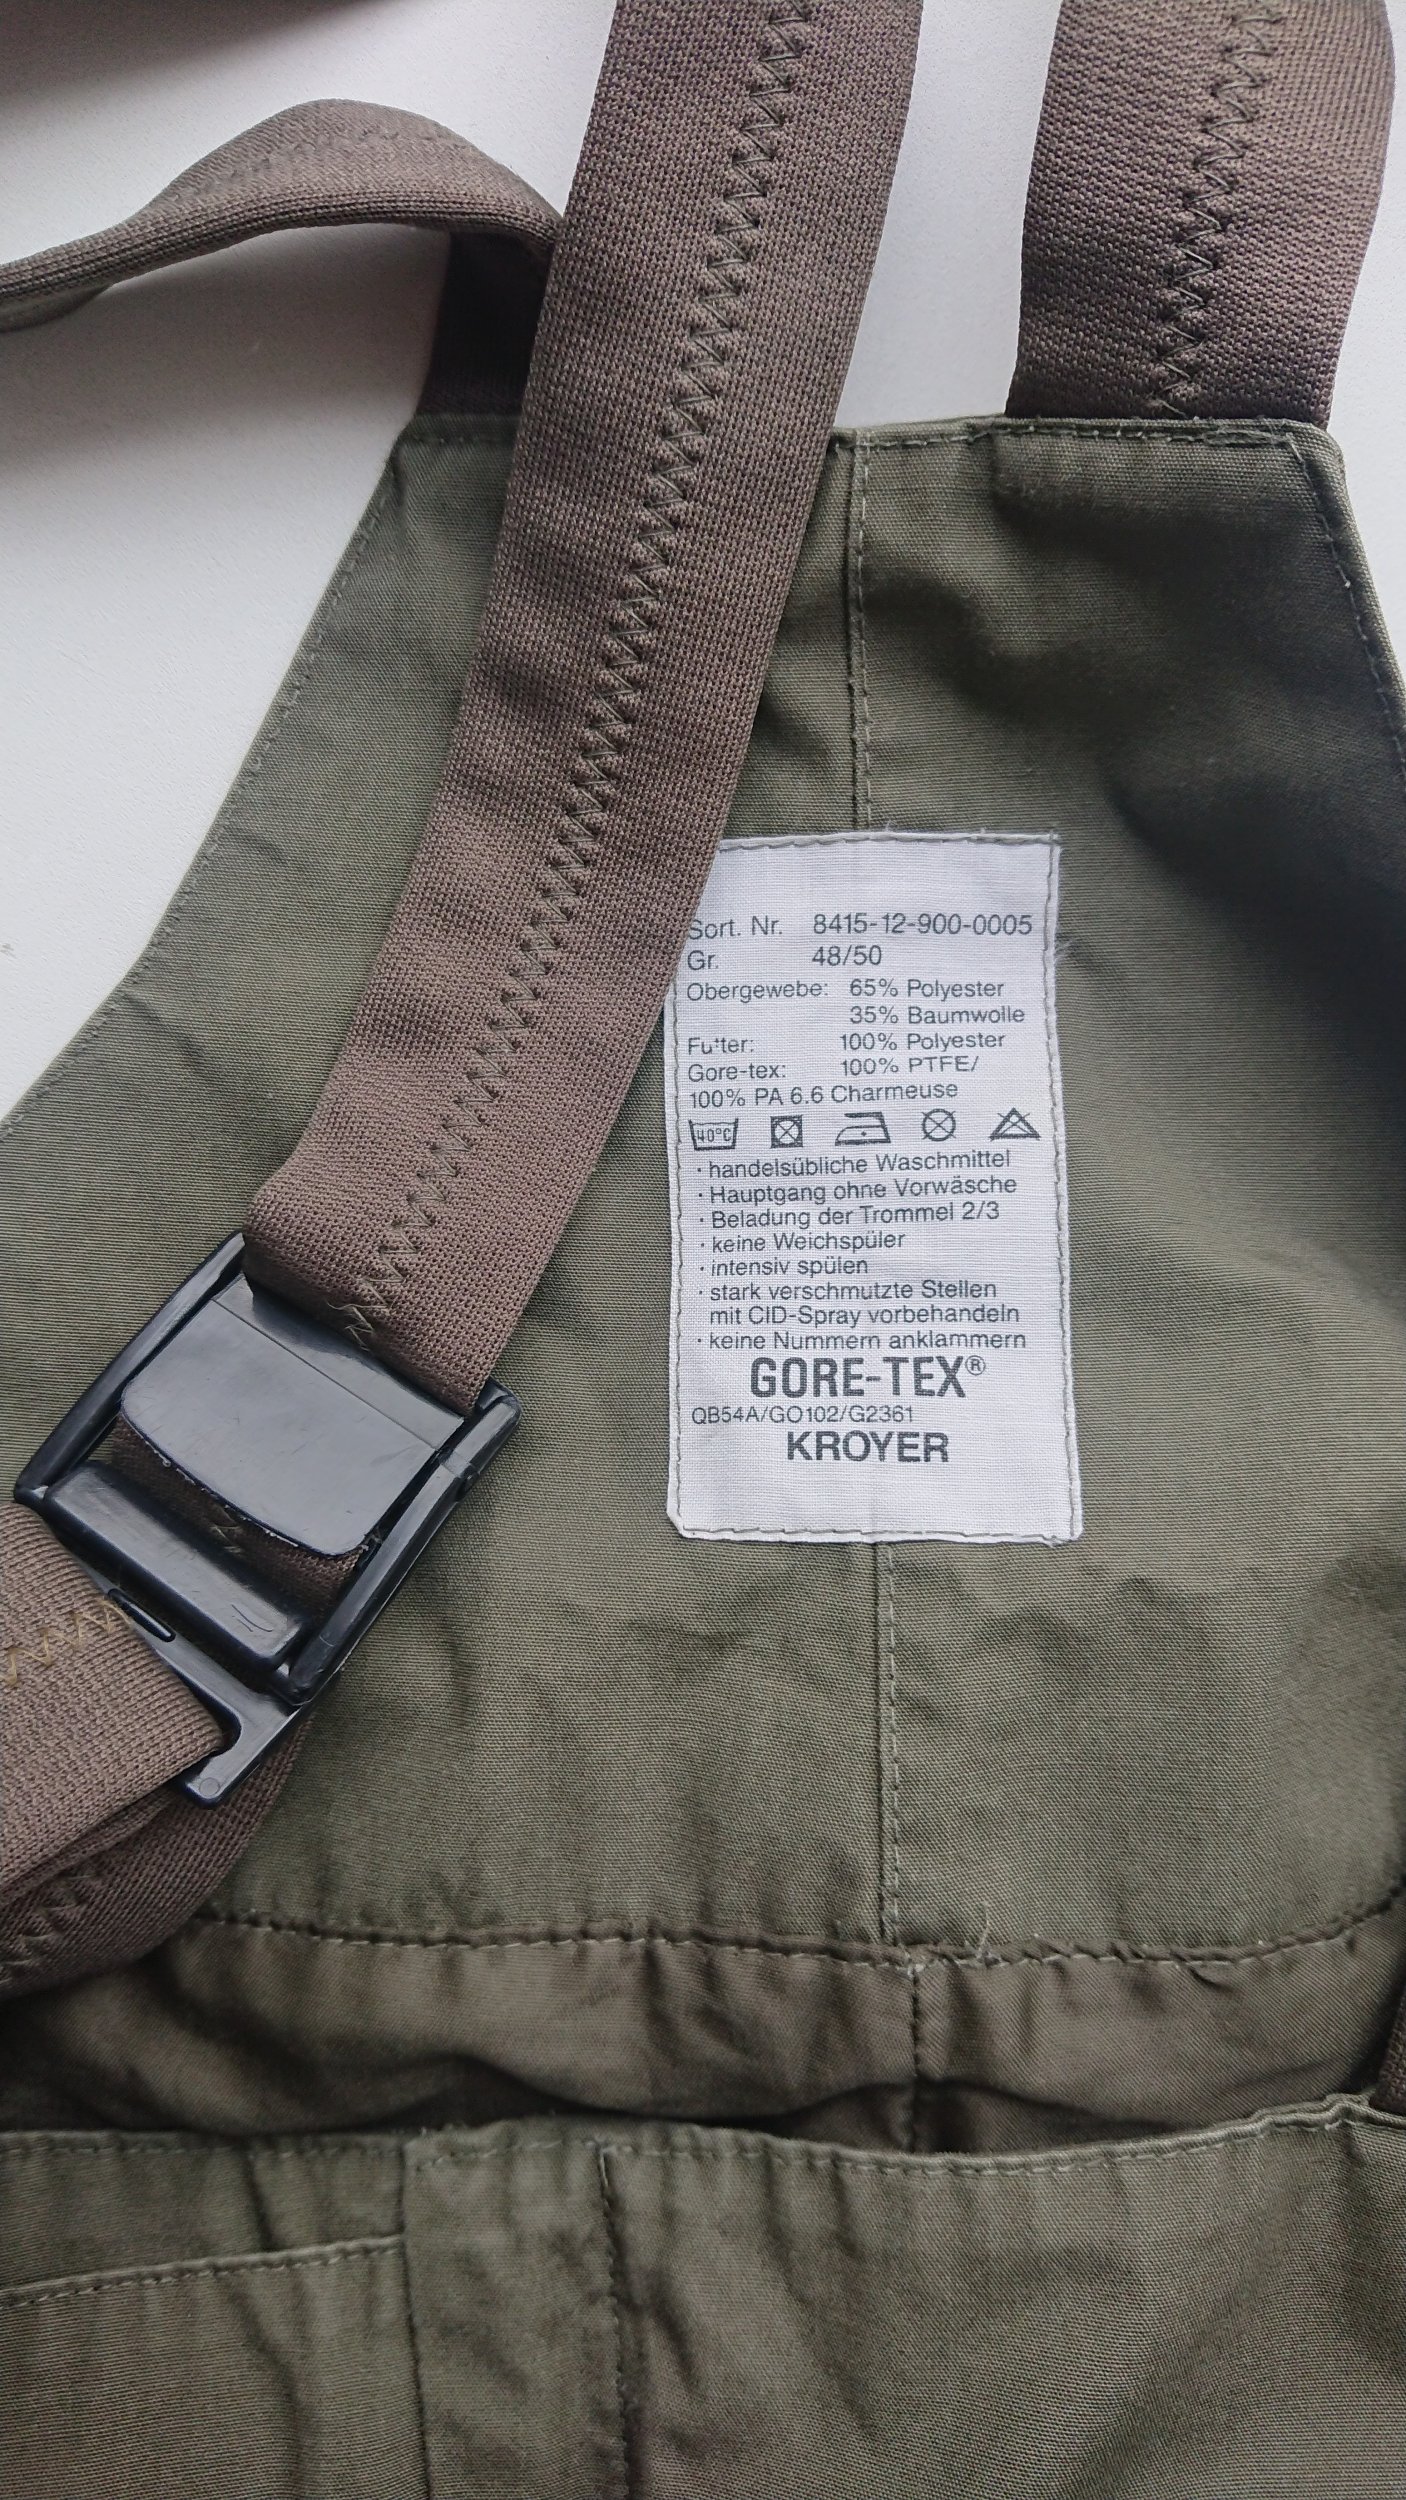 Sort. Nr. 8415-12-900-0005
Gr. 48/50
Obergewebe: 65% Polyester
35% Baumwolle
Futter: 100% Polyester
Gore-tex: 100% PTFE/
100% PA 6.6 Charmeuse
40°C
· handelsübliche Waschmittel
· Hauptgang ohne Vorwäsche
· Beladung der Trommel 2/3
· keine Weichspüler
· intensiv spülen
· stark verschmutzte Stellen
mit CID-Spray vorbehandeln
· keine Nummern anklammern
GORE-TEX®
QB54A/GO102/G2361
KROYER